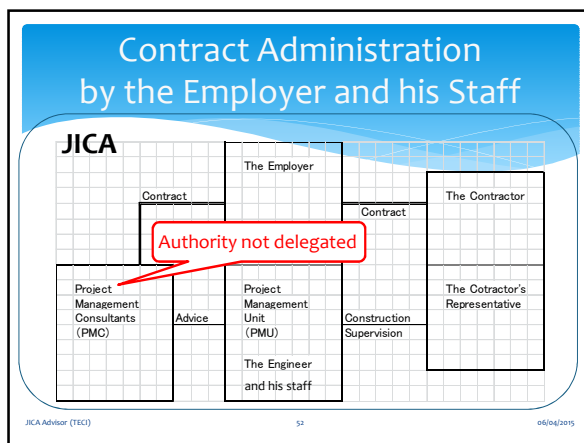 Contract Administration
by the Employer and his Staff
JICA
The Employer
The Contractor
Contract
Contract
Authority not delegated
Project
Management
Consultants
(PMC)
Advice
Project
Management
Unit
(PMU)
The Engineer
and his staff
Construction
Supervision
The Cotractor's
Representative
JICA Advisor (TECI)
52
06/04/2015